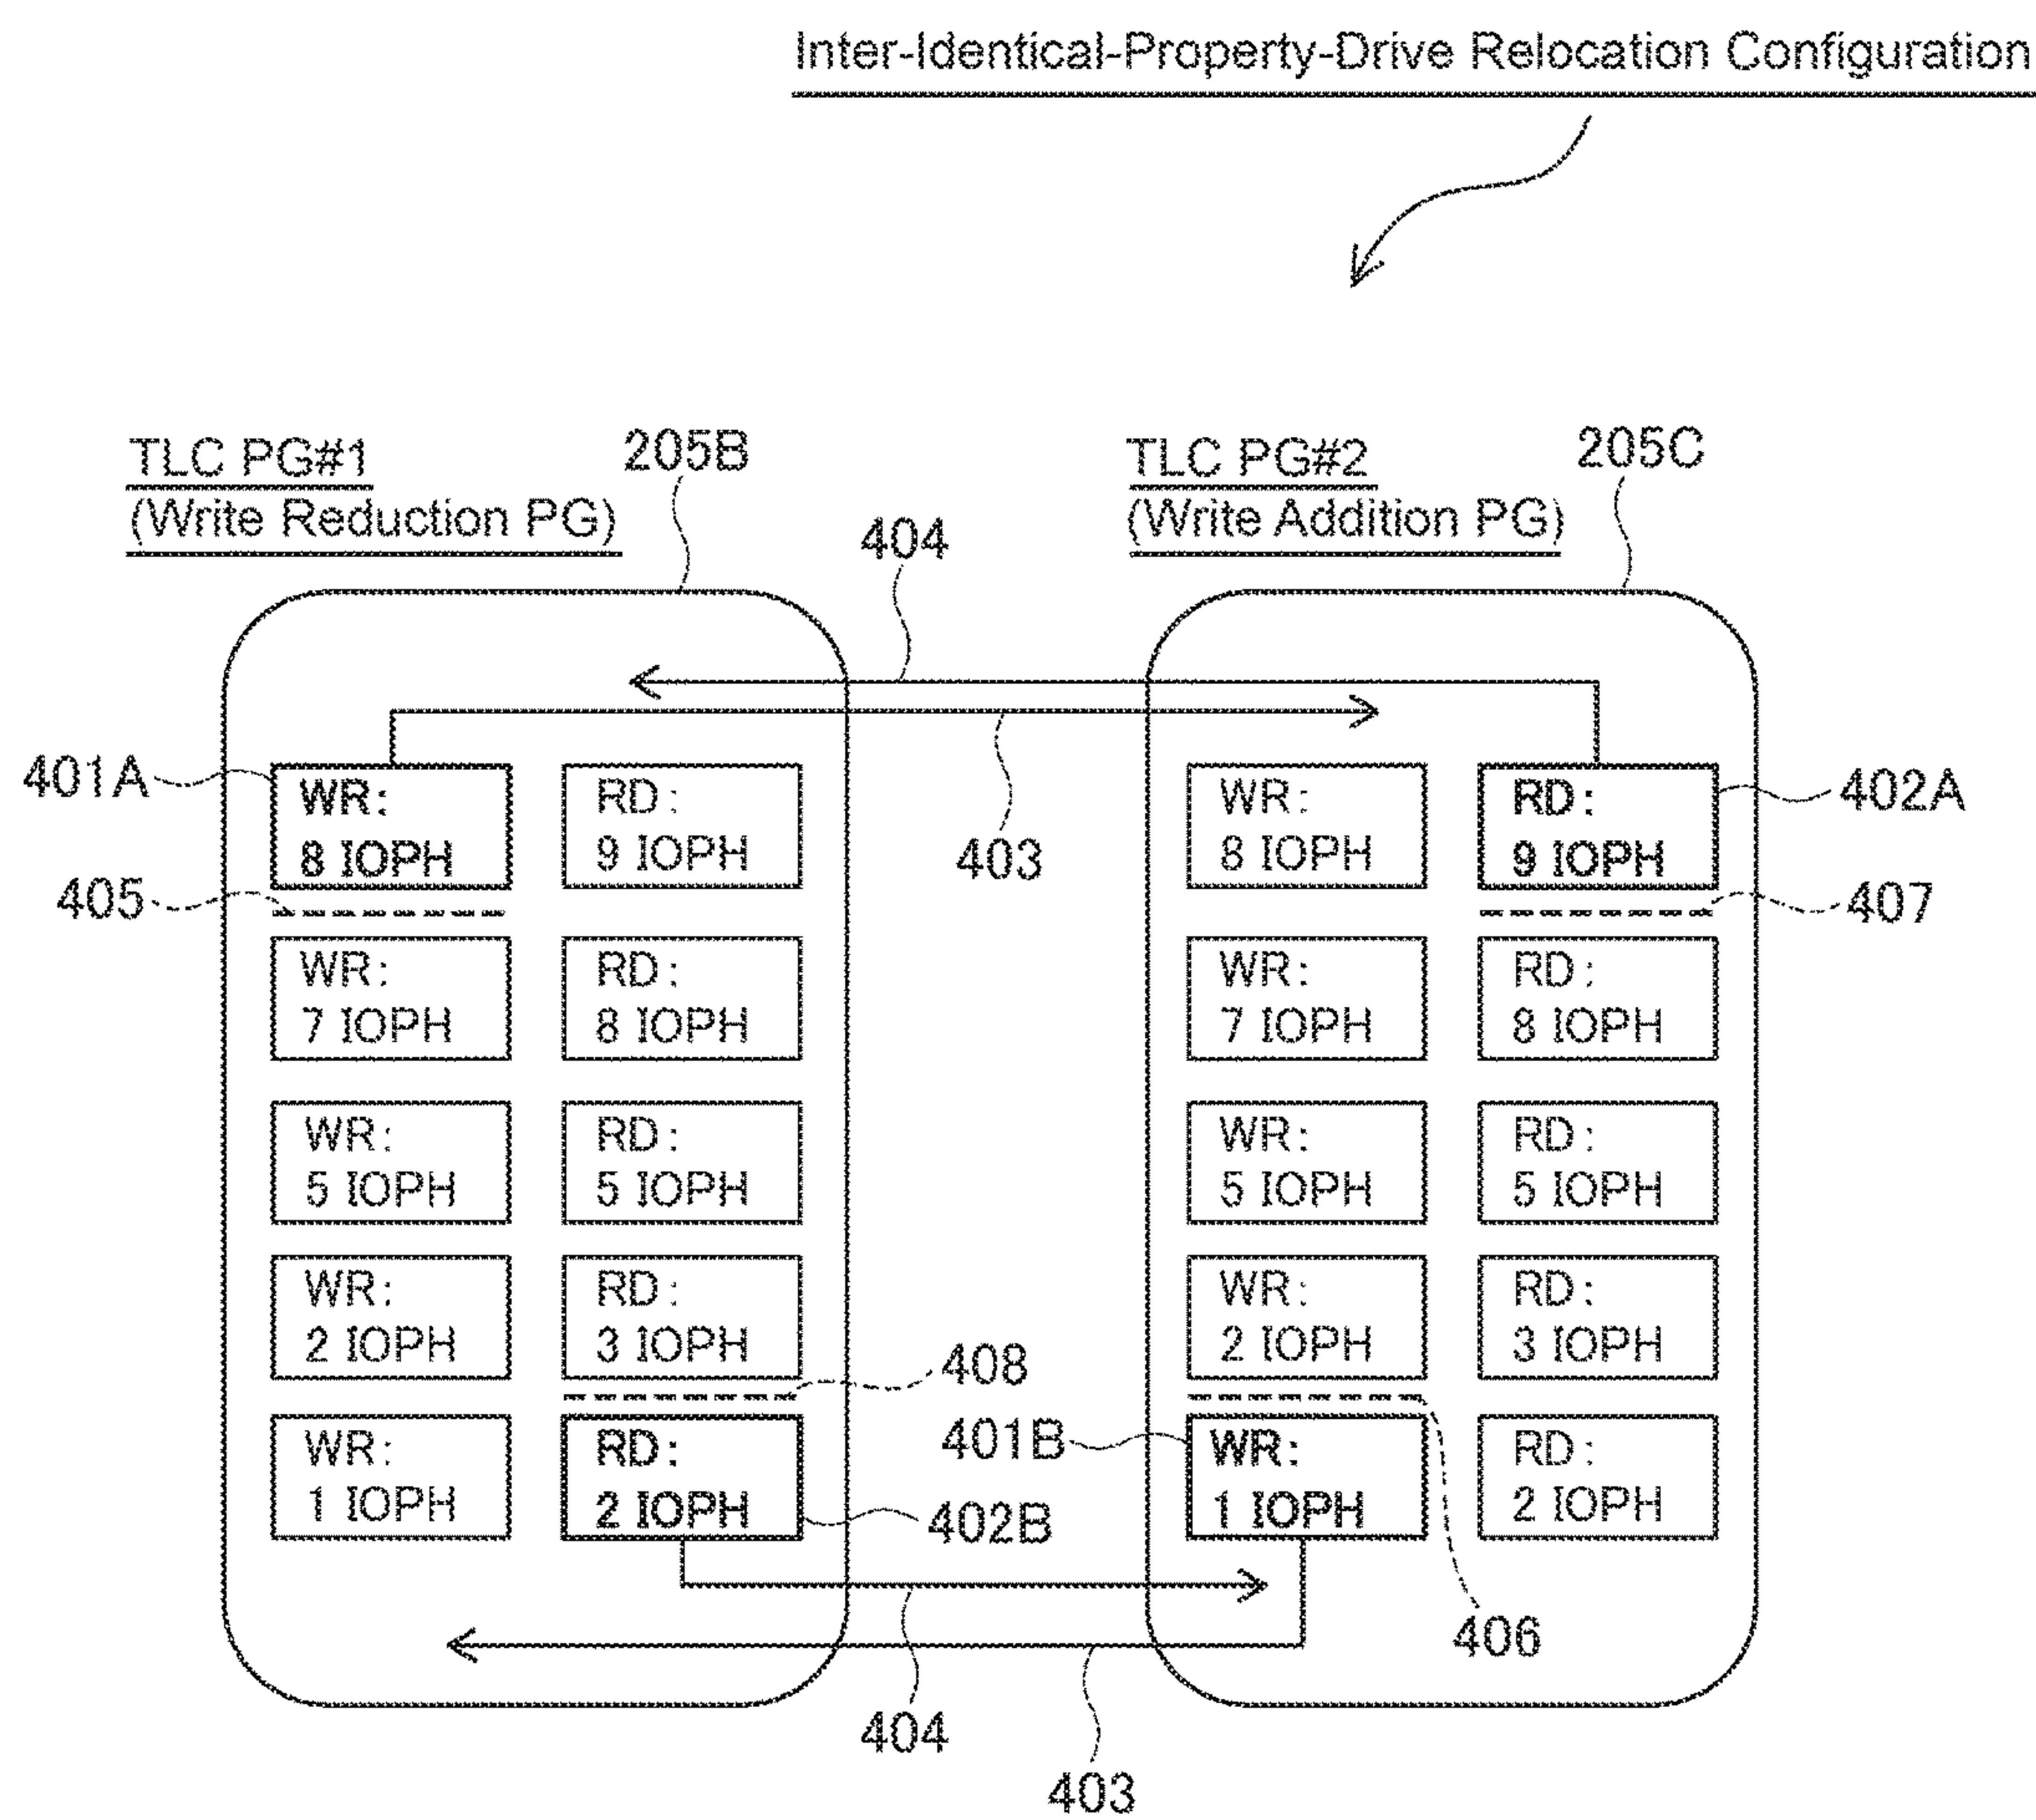 Inter-Identical-Property-Drive Relocation Configuration
TLC PG#1
(Write Reduction PG)
205B
TLC PG#2
(Write Addition PG)
205C
404
403
401A
WR:
8 IOPH
RD:
9 IOPH
WR:
8 IOPH
RD:
9 IOPH
402A
405
407
WR:
7 IOPH
RD:
8 IOPH
WR:
7 IOPH
RD:
8 IOPH
WR:
5 IOPH
RD:
5 IOPH
WR:
5 IOPH
RD:
5 IOPH
WR:
2 IOPH
RD:
3 IOPH
WR:
2 IOPH
RD:
3 IOPH
408
401B
WR:
1 IOPH
RD:
2 IOPH
402B
WR:
1 IOPH
RD:
2 IOPH
406
404
403